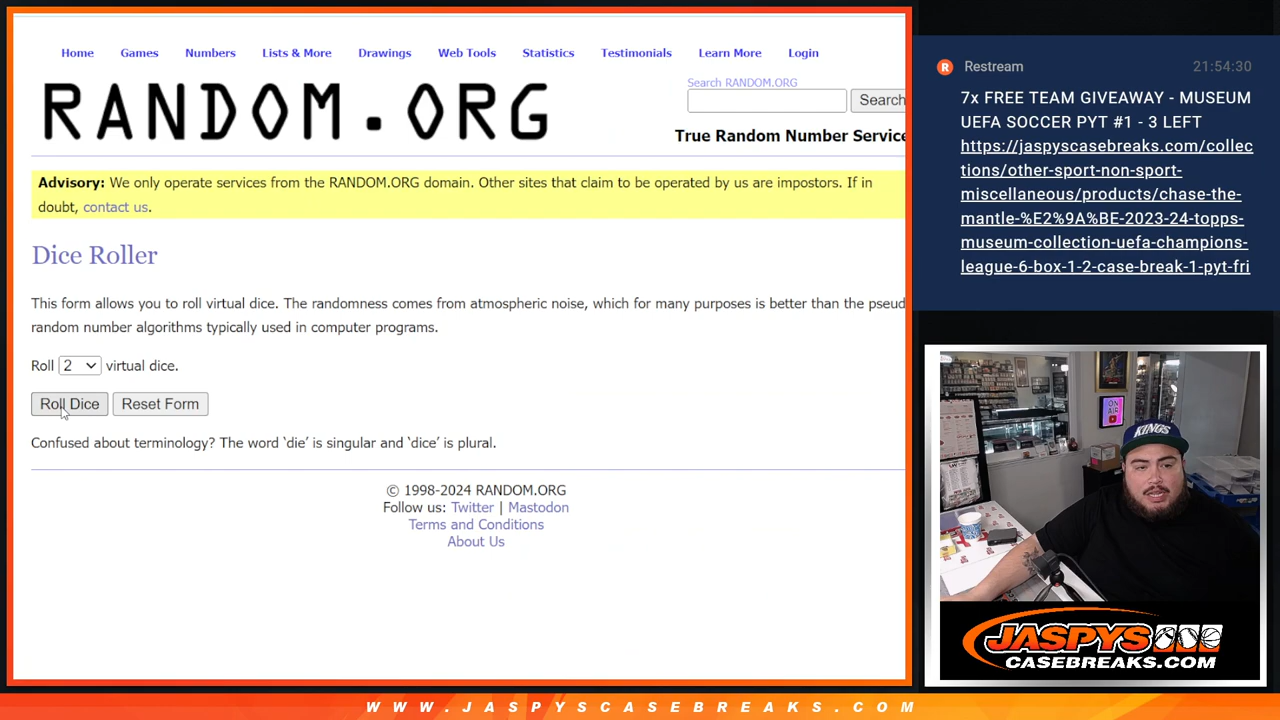 Home Games Numbers Lists & More Drawings Web Tools Statistics Testimonials Learn More Login
RANDOM.ORG
Search RANDOM.ORG
Search
True Random Number Service
Advisory: We only operate services from the RANDOM.ORG domain. Other sites that claim to be operated by us are impostors. If in
doubt, contact us.
Dice Roller
This form allows you to roll virtual dice. The randomness comes from atmospheric noise, which for many purposes is better than the pseud
random number algorithms typically used in computer programs.
Roll 2 virtual dice.
Roll Dice Reset Form
Confused about terminology? The word ‘die’ is singular and ‘dice’ is plural.
© 1998-2024 RANDOM.ORG
Follow us: Twitter | Mastodon
Terms and Conditions
About Us
R Restream 21:54:30
7x FREE TEAM GIVEAWAY - MUSEUM
UEFA SOCCER PYT #1 - 3 LEFT
https://jaspyscasebreaks.com/collec
tions/other-sport-non-sport-
miscellaneous/products/chase-the-
mantle-%E2%9A%BE-2023-24-topps-
museum-collection-uefa-champions-
league-6-box-1-2-case-break-1-pyt-fri
ON
AIR
KINGS
JASPYS
CASEBREAKS.COM
WWW.JASPYSCASEBREAKS.COM